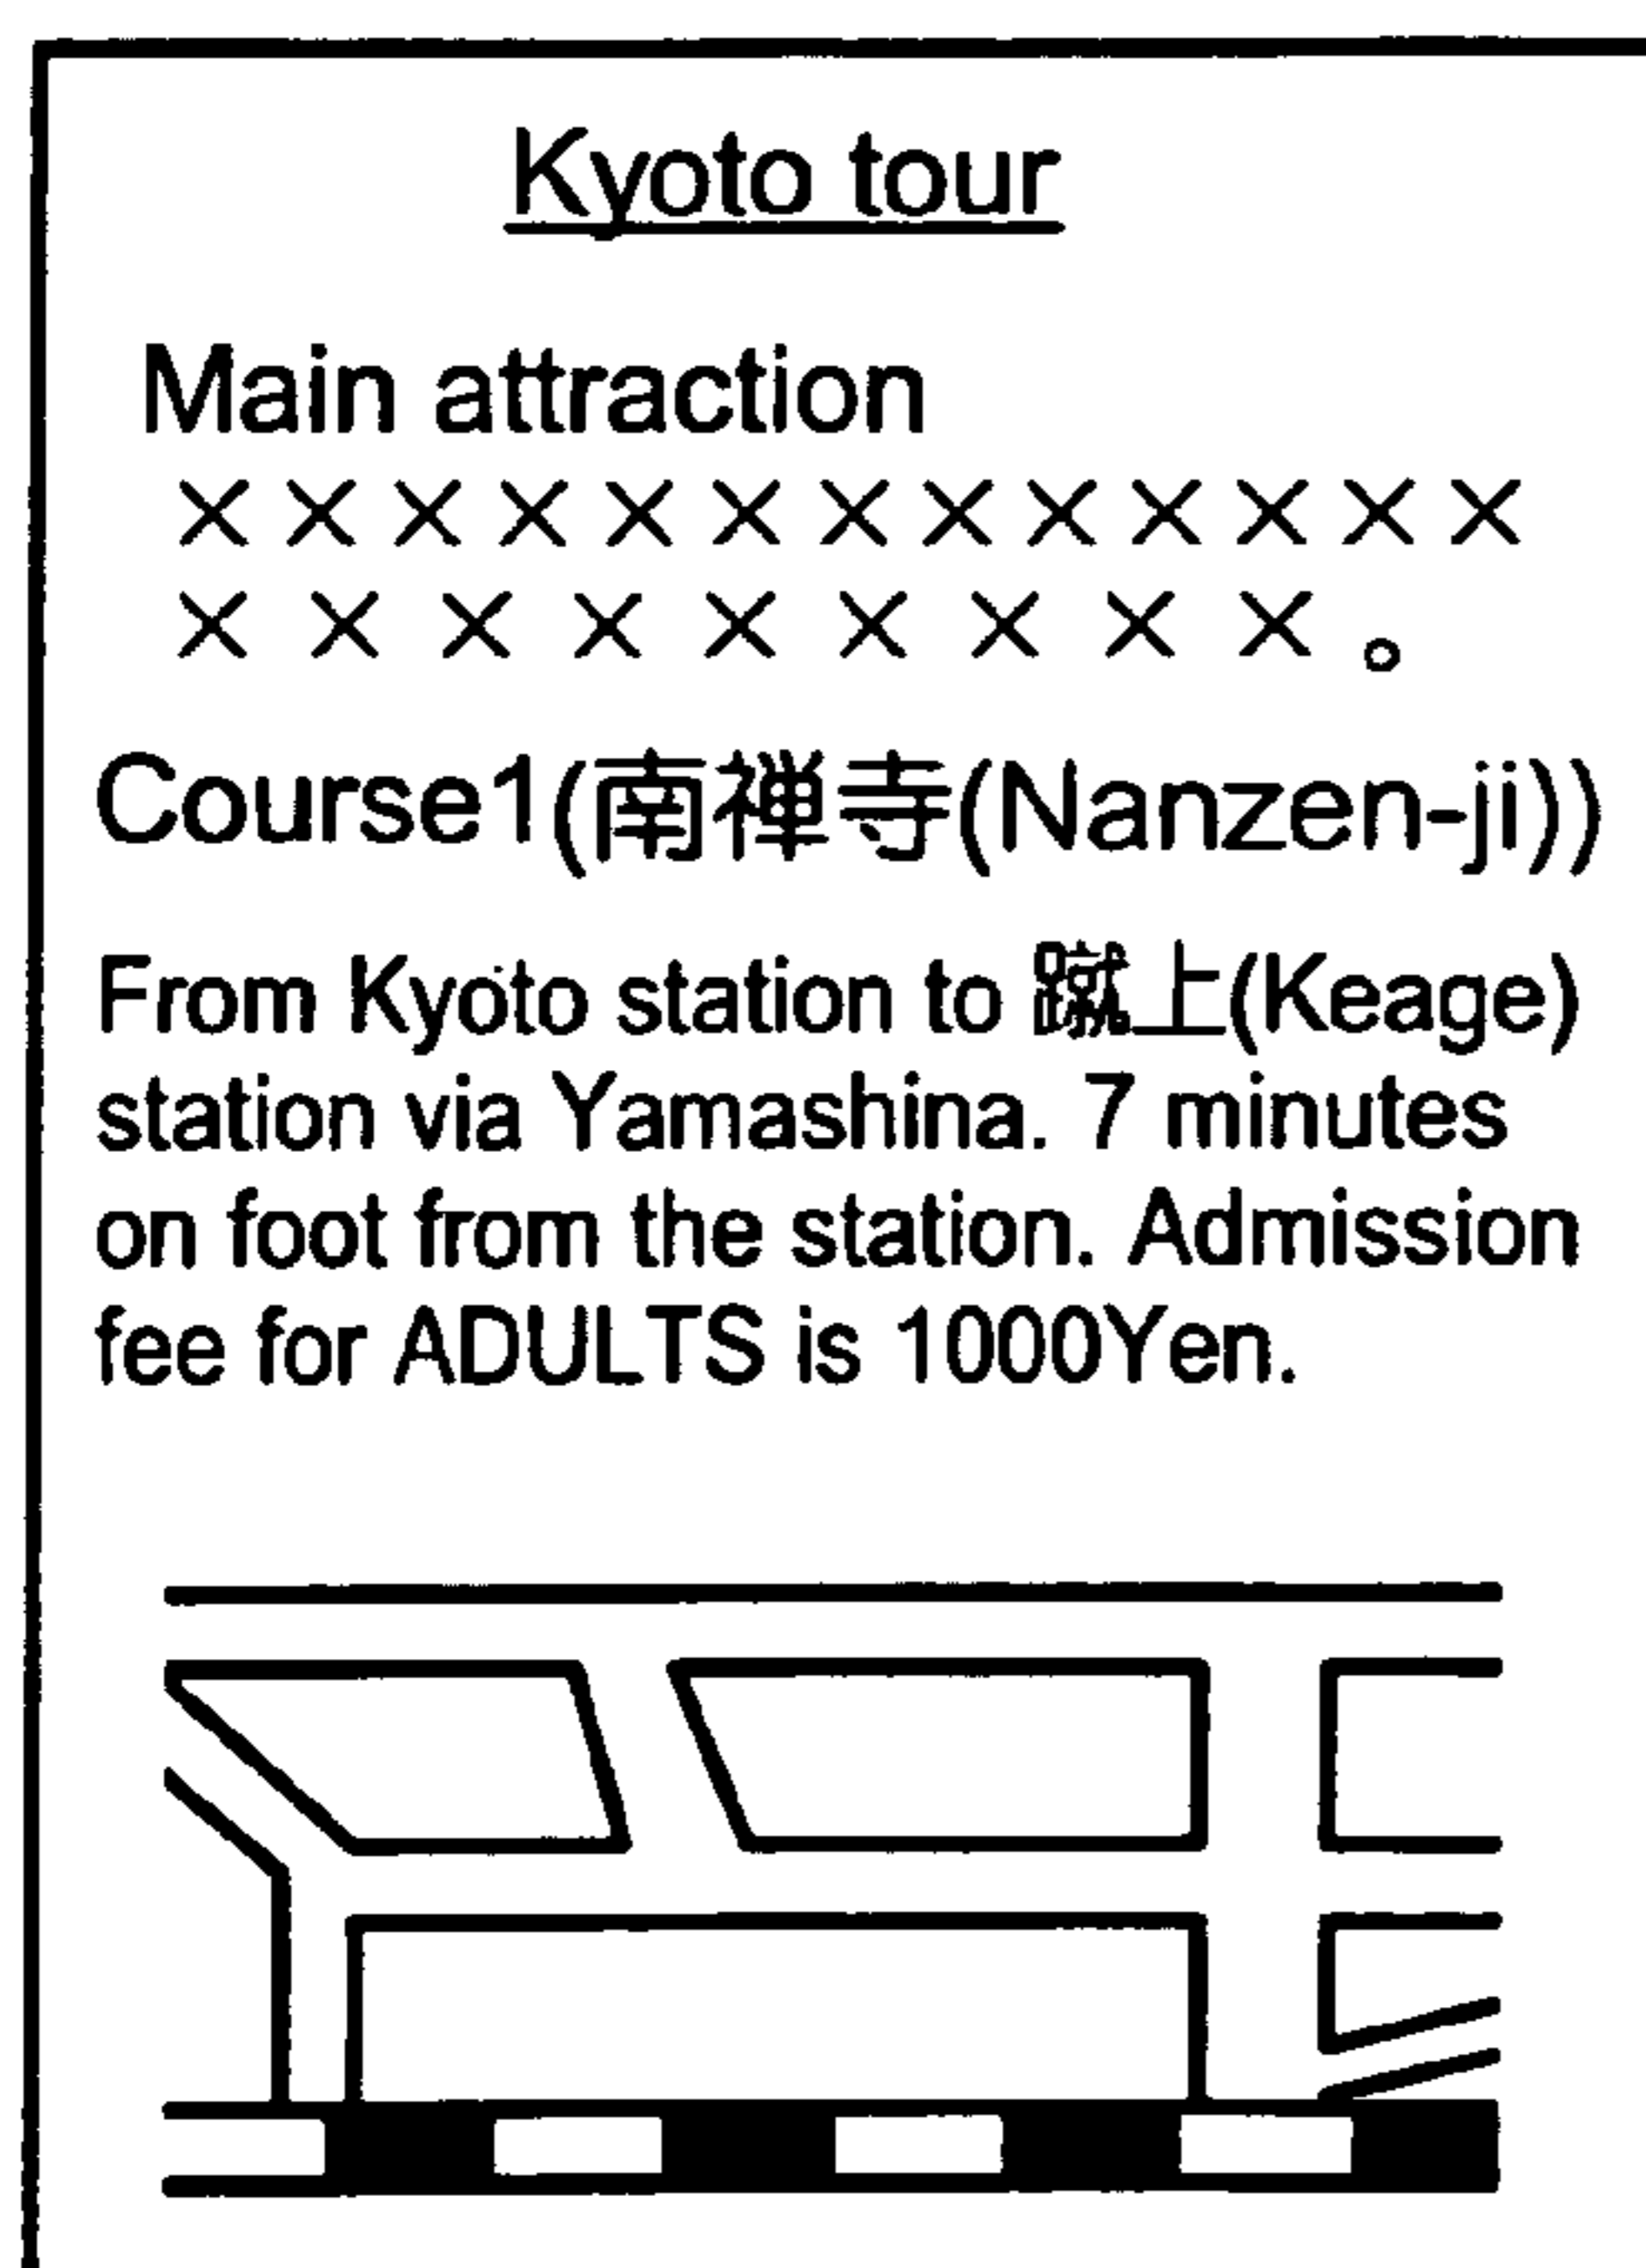 Kyoto tour
Main attraction
×××××××××××××
×××××××××。
Course1(南禅寺(Nanzen-ji))
From Kyoto station to 蹴上(Keage)
station via Yamashina. 7 minutes
on foot from the station. Admission
fee for ADULTS is 1000Yen.